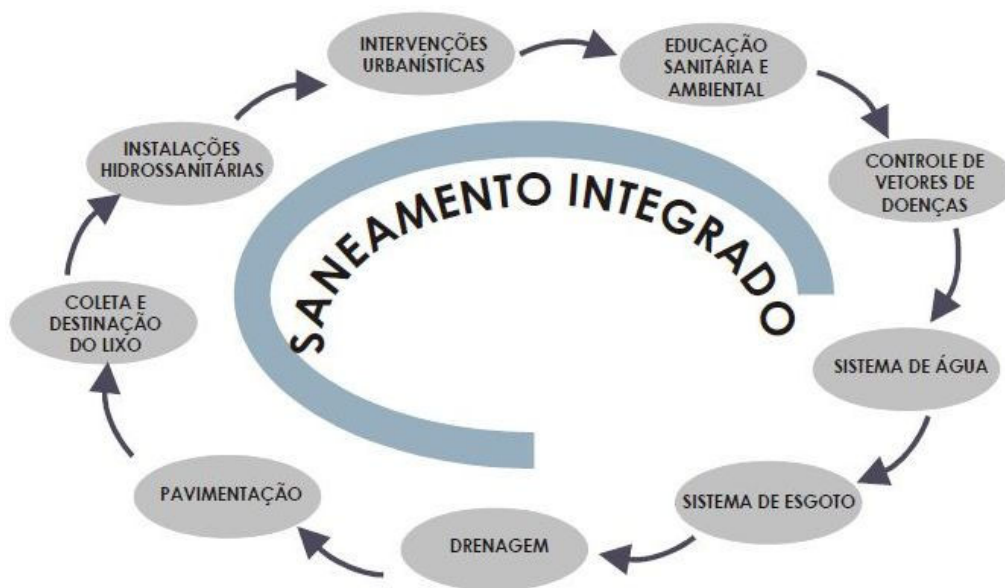 INTERVENÇÕES
URBANÍSTICAS
EDUCAÇÃO
SANITÁRIA E
AMBIENTAL
CONTROLE DE
VETORES DE
DOENÇAS
SISTEMA DE ÁGUA
SISTEMA DE ESGOTO
DRENAGEM
PAVIMENTAÇÃO
COLETA E
DESTINAÇÃO
DO LIXO
INSTALAÇÕES
HIDROSSANITÁRIAS
SANEAMENTO INTEGRADO